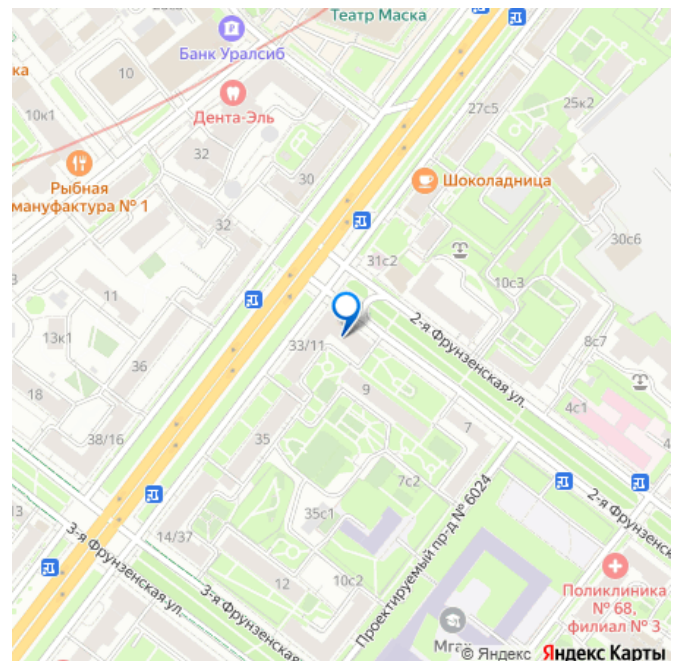 Театр Маска
Банк Уралсиб
ка
10
27с5
25к2
10к1
Дента-Эль
32
30
Шоколадница
Рыбная
мануфактура № 1
32
30с6
31с2
10с3
11
2-я Фрунзенская ул.
13к1
33/11
8с7
36
18
9
4с1
38/16
35
7
4
7с2
13
35с1
14/37
2-я Фрунзенская
3-я Фрунзенская ул.
12
10с2
3-я Фрунзенская
Проектируемый пр-д № 6024
Поликлиника
№ 68,
филиал № 3
© Яндекс Яндекс Карты